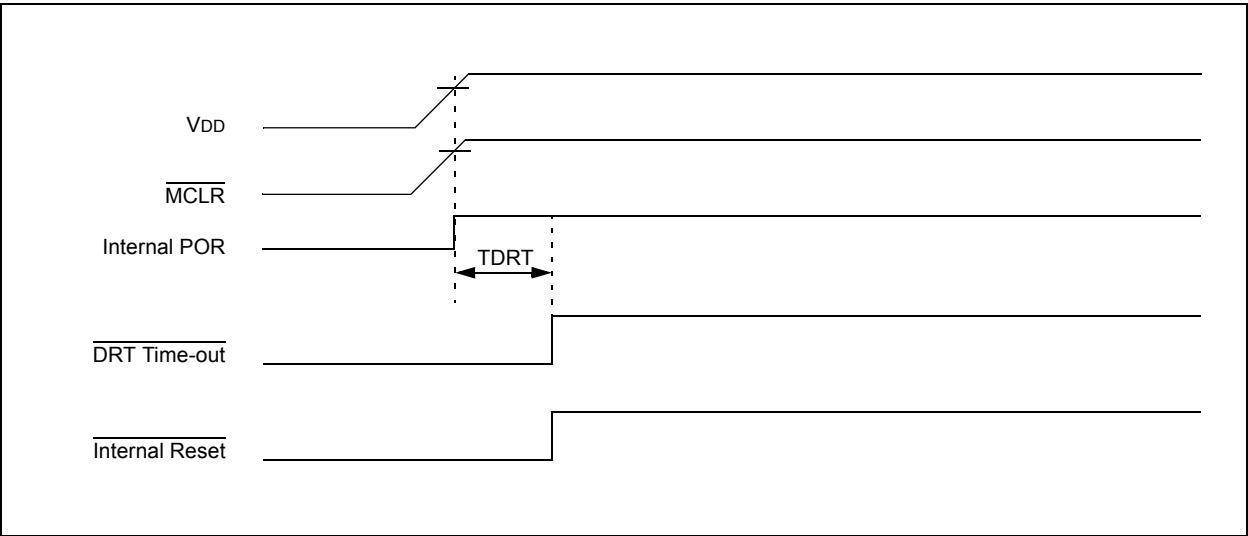 VDD
MCLR
Internal POR
TDRT
DRT Time-out
Internal Reset